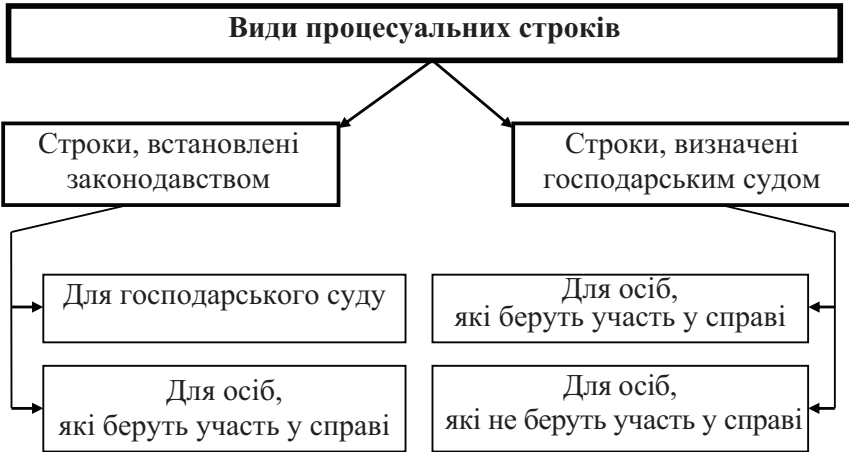 Види процесуальних строків
Строки, встановлені
законодавством
Строки, визначені
господарським судом
Для господарського суду
Для осіб,
які беруть участь у справі
Для осіб,
які беруть участь у справі
Для осіб,
які не беруть участь у справі